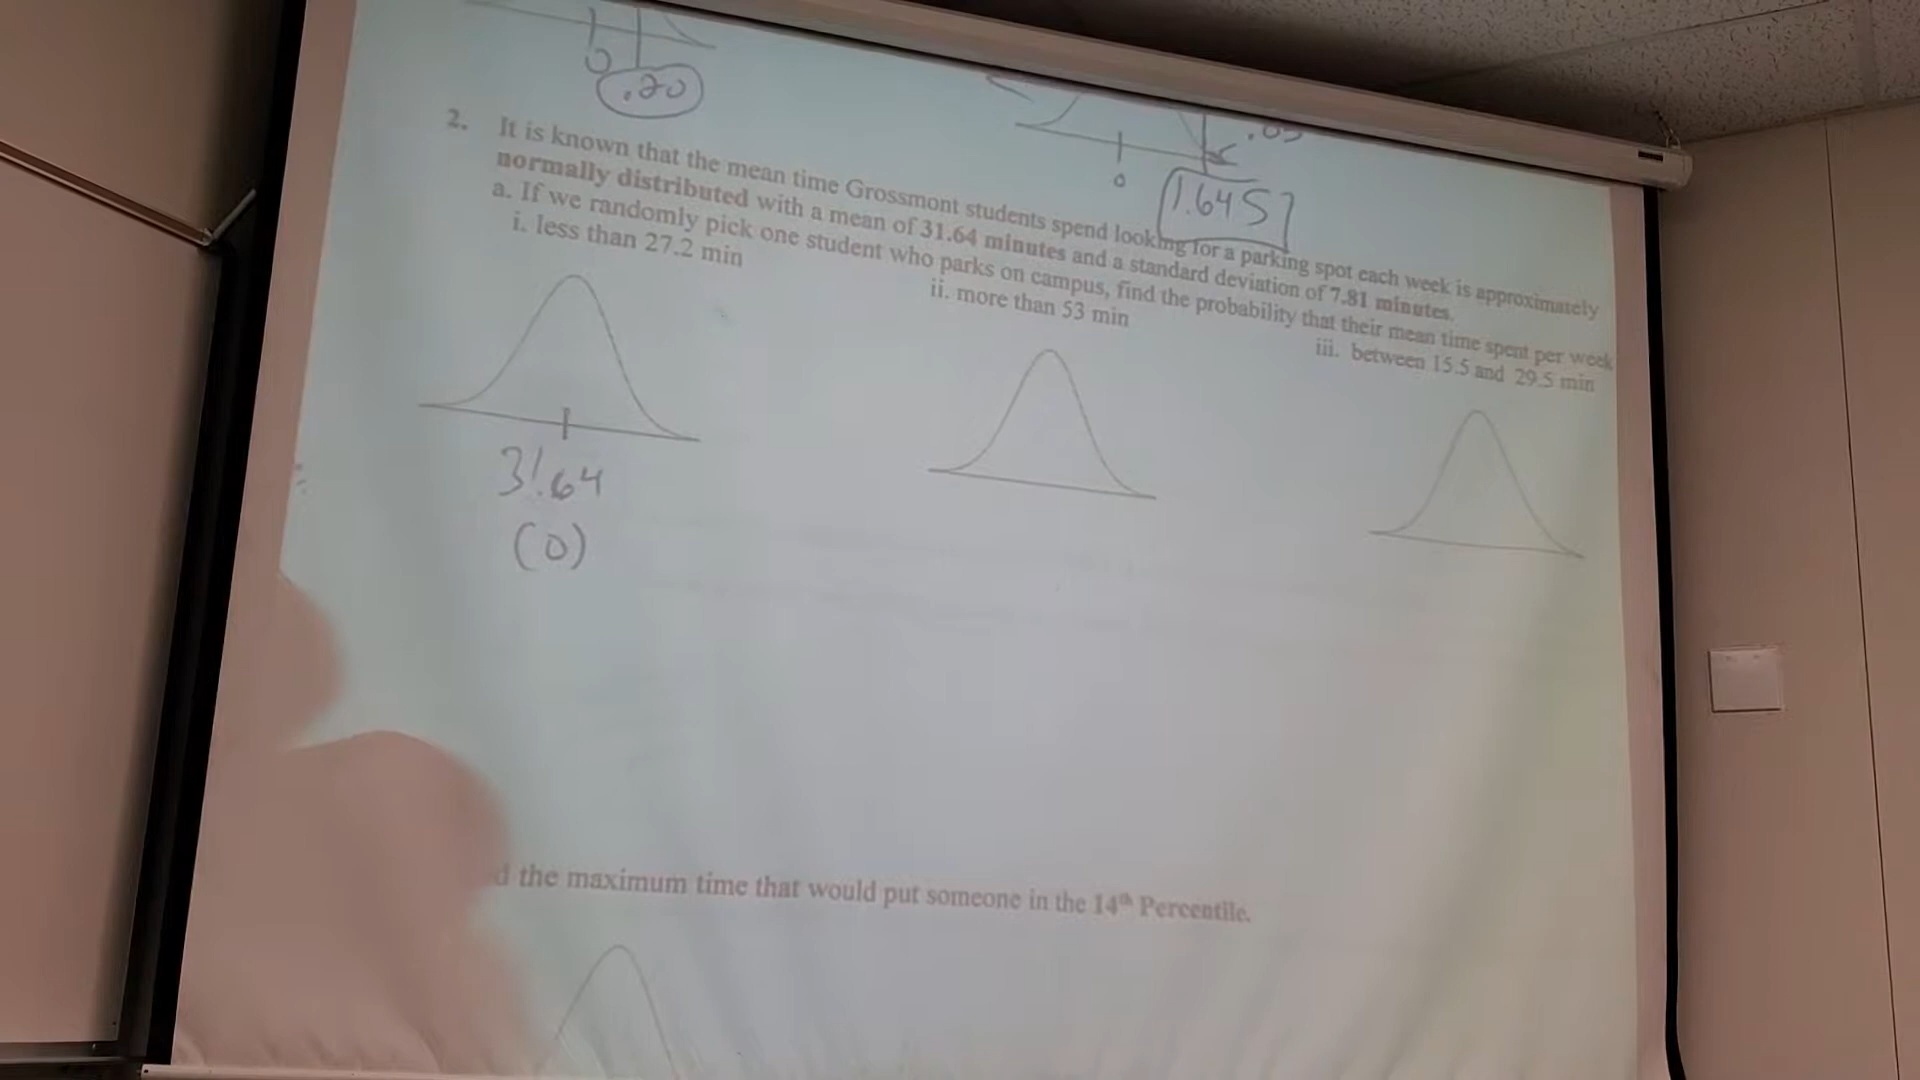 0
.20
.05
0
1.645
2. It is known that the mean time Grossmont students spend looking for a parking spot each week is approximately
normally distributed with a mean of 31.64 minutes and a standard deviation of 7.81 minutes.
a. If we randomly pick one student who parks on campus, find the probability that their mean time spent per week
i. less than 27.2 min
ii. more than 53 min
iii. between 15.5 and 29.5 min
31.64
(0)
the maximum time that would put someone in the 14th Percentile.